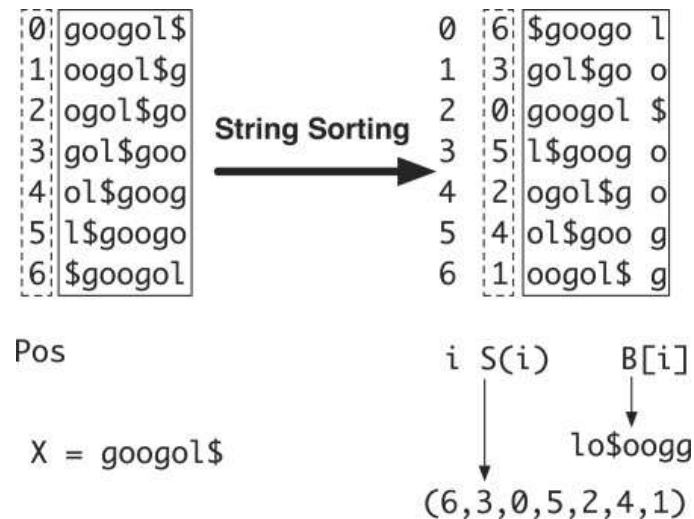 0 googol$ 0 6 $googo l
1 oogol$g 1 3 gol$go o
2 ogol$go 2 0 googol $
String Sorting
3 gol$goo 3 5 l$goog o
4 ol$goog 4 2 ogol$g o
5 l$googo 5 4 ol$goo g
6 $googol 6 1 oogol$ g
Pos i S(i) B[i]
X = googol$ lo$oogg
(6,3,0,5,2,4,1)